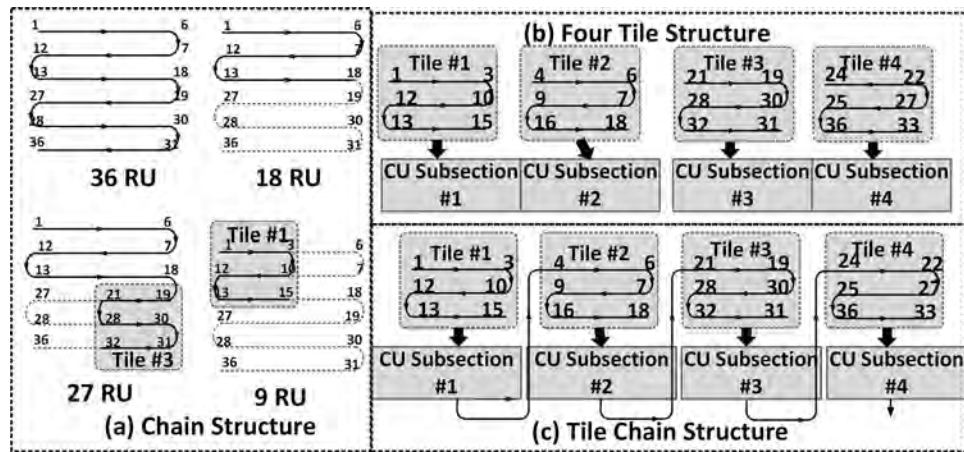 1 6
12 7
13 18
27 19
28 30
36 31
36 RU
1 6
12 7
13 18
27 19
28 30
36 31
18 RU
1 6
12 7
13 18
27 21 19
28 28 30
36 32 31
Tile #3
27 RU
Tile #1
1 3 6
12 10 7
13 15 18
27 19
28 30
36 31
9 RU
(a) Chain Structure
(b) Four Tile Structure
Tile #1 Tile #2 Tile #3 Tile #4
1 3 4 6 21 19 24 22
12 10 9 7 28 30 25 27
13 15 16 18 32 31 36 33
CU Subsection CU Subsection CU Subsection CU Subsection
#1 #2 #3 #4
Tile #1 Tile #2 Tile #3 Tile #4
1 3 4 6 21 19 24 22
12 10 9 7 28 30 25 27
13 15 16 18 32 31 36 33
CU Subsection CU Subsection CU Subsection CU Subsection
#1 #2 #3 #4
(c) Tile Chain Structure